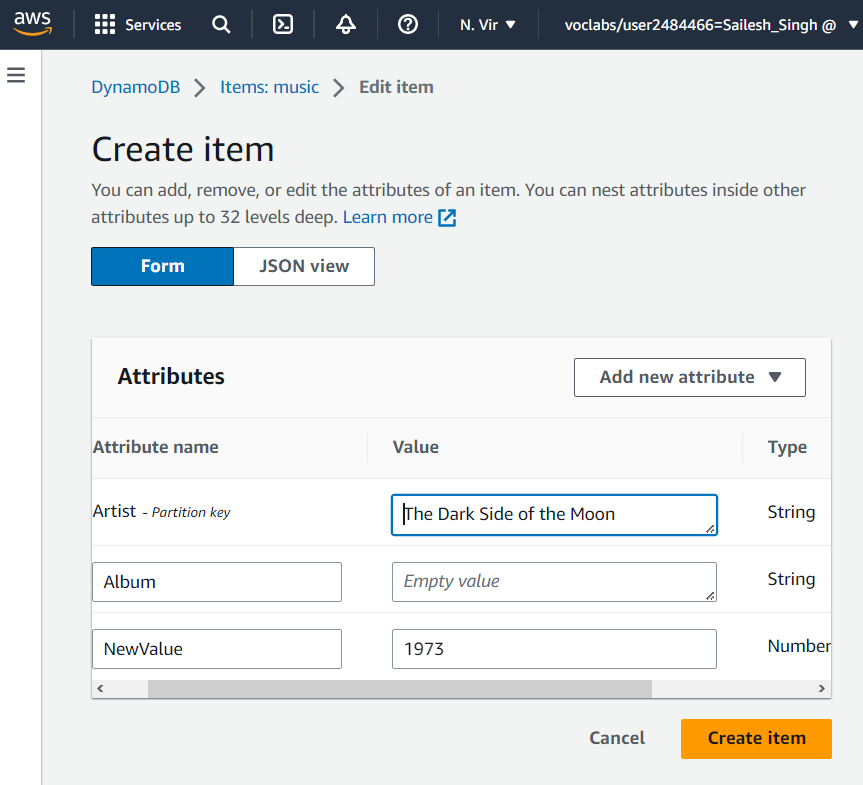 aws Services N. Vir voclabs/user2484466=Sailesh_Singh @
DynamoDB Items: music Edit item
Create item
You can add, remove, or edit the attributes of an item. You can nest attributes inside other
attributes up to 32 levels deep. Learn more
Form JSON view
Attributes Add new attribute
Attribute name Value Type
Artist - Partition key The Dark Side of the Moon String
Album Empty value String
NewValue 1973 Number
Cancel Create item